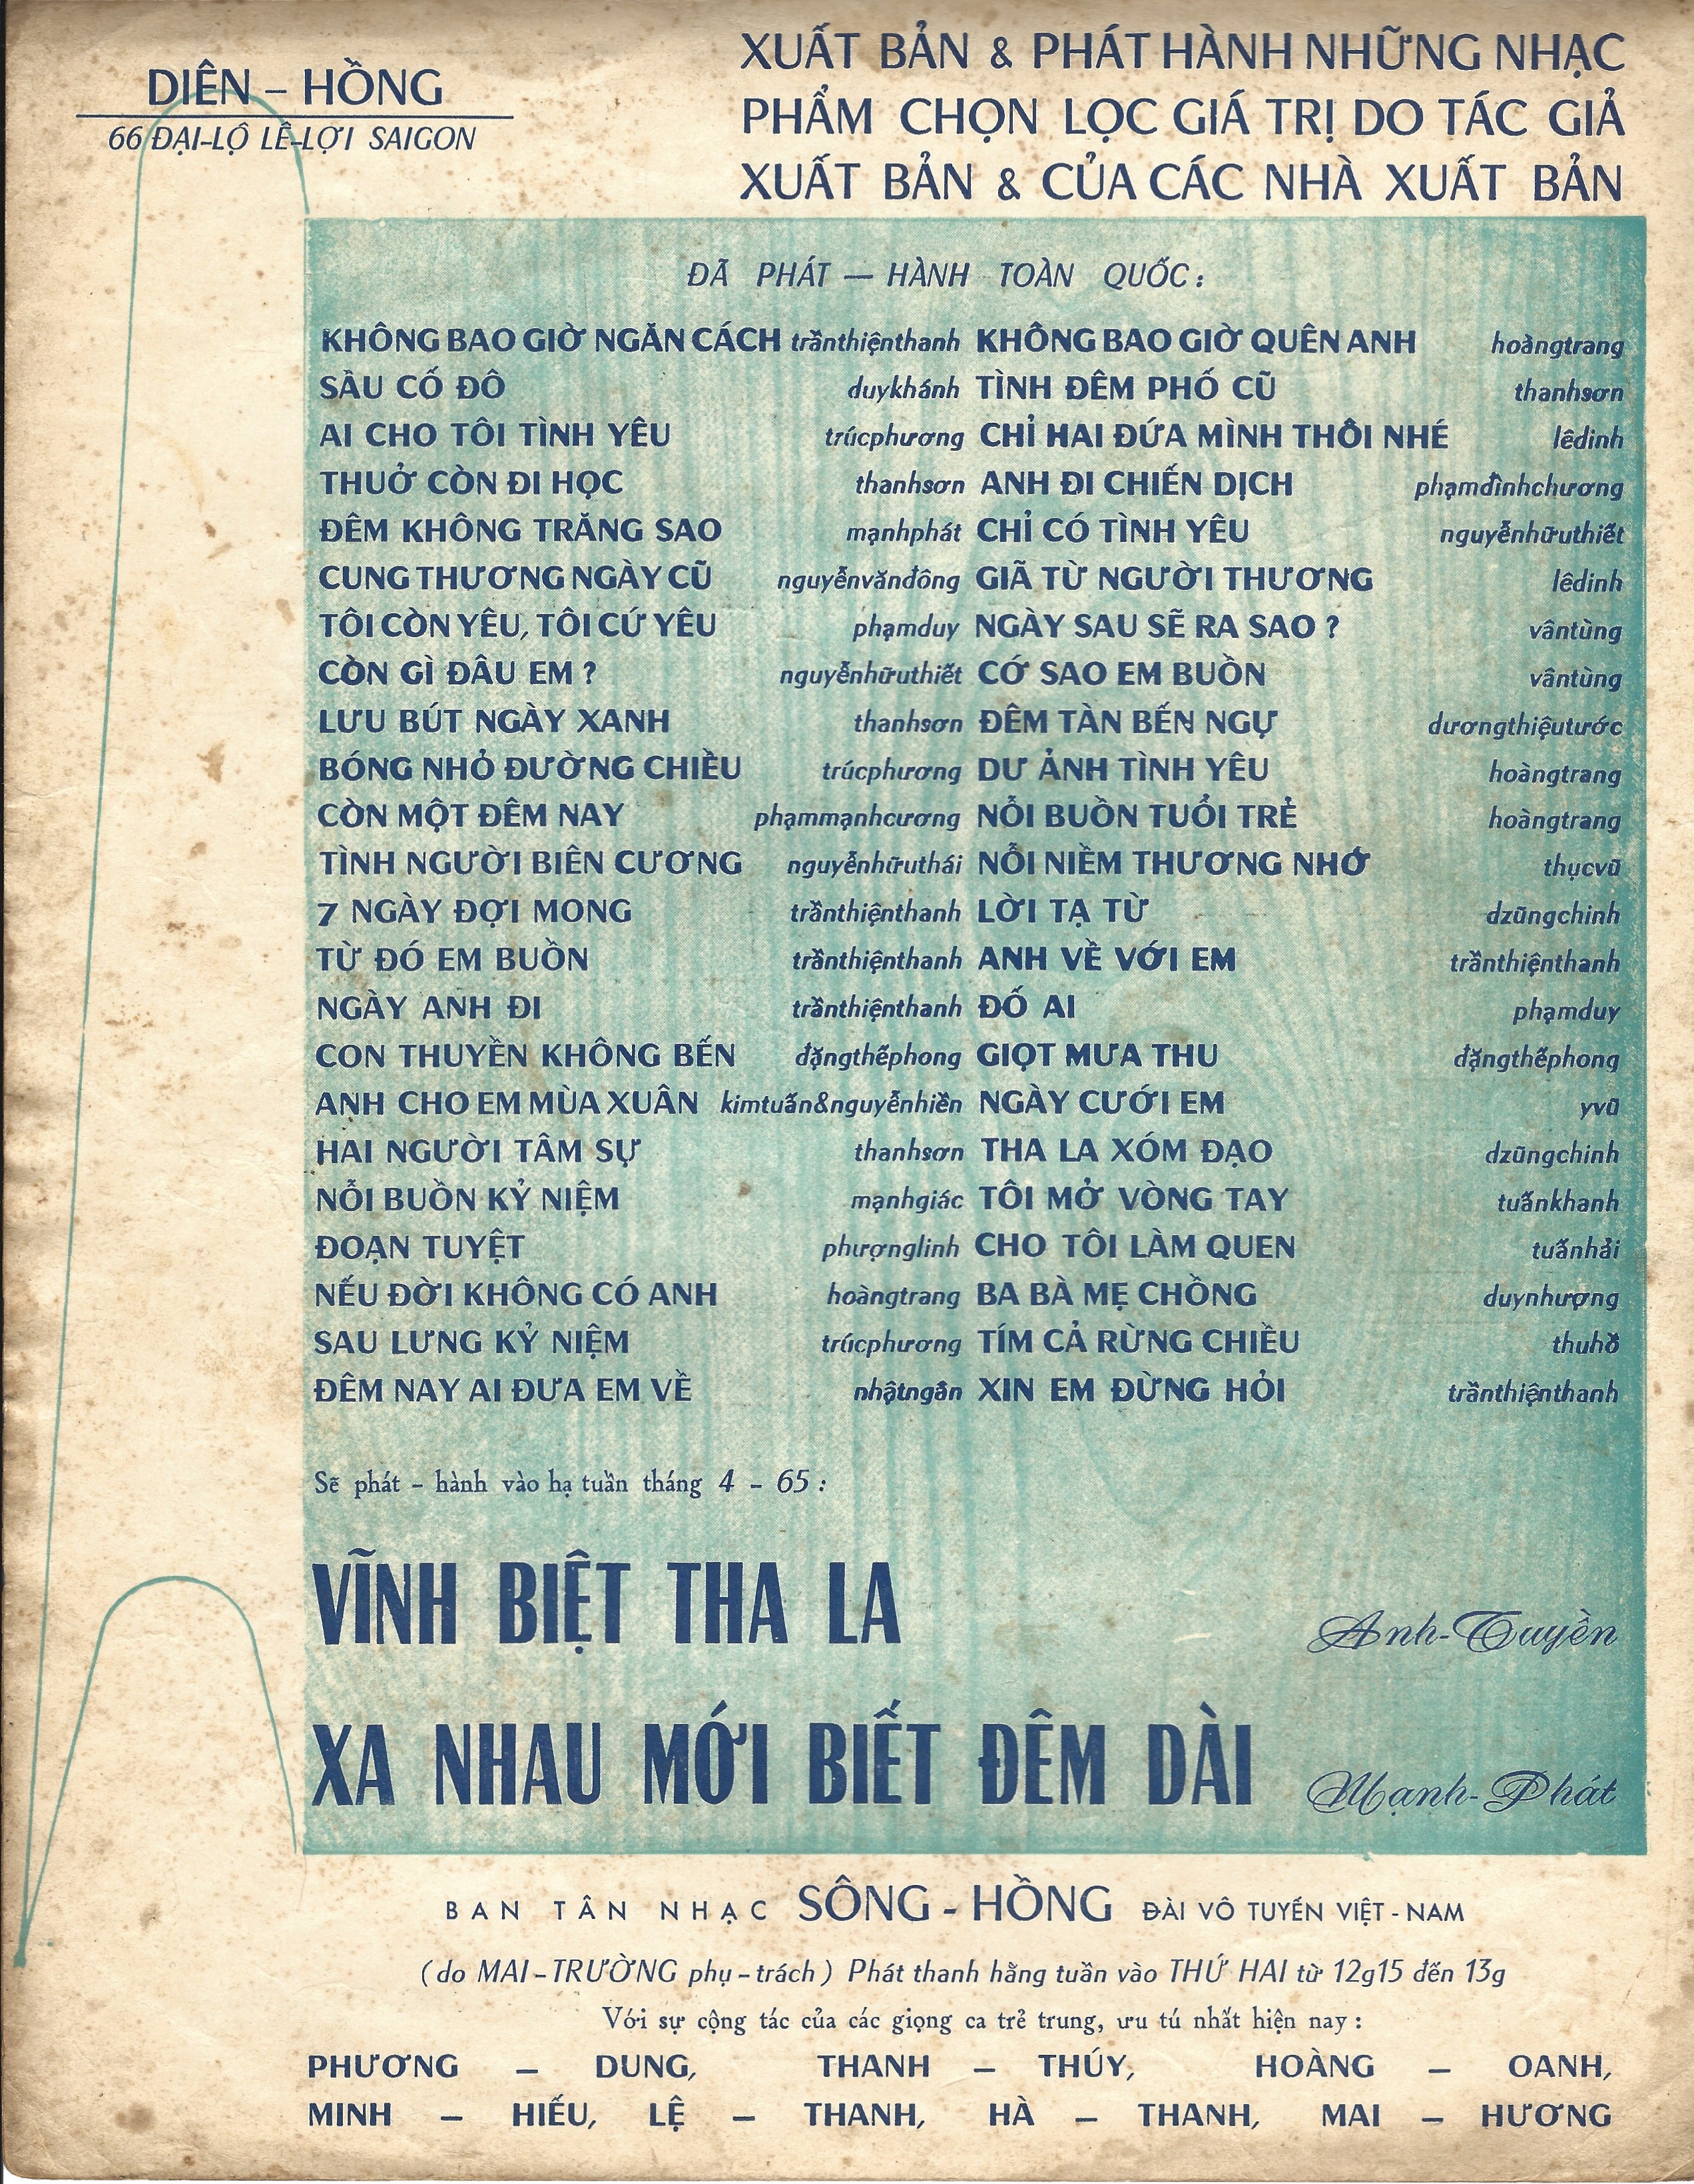 DIÊN – HỒNG
66 ĐẠI-LỘ LÊ-LỢI SAIGON
XUẤT BẢN & PHÁT HÀNH NHỮNG NHẠC
PHẨM CHỌN LỌC GIÁ TRỊ DO TÁC GIẢ
XUẤT BẢN & CỦA CÁC NHÀ XUẤT BẢN
ĐÃ PHÁT — HÀNH TOÀN QUỐC :
KHÔNG BAO GIỜ NGĂN CÁCH trầnthiệnthanh KHÔNG BAO GIỜ QUÊN ANH hoàngtrang
SẦU CỐ ĐÔ duykhánh TÌNH ĐÊM PHỐ CŨ thanhsơn
AI CHO TÔI TÌNH YÊU trúcphương CHỈ HAI ĐỨA MÌNH THÔI NHÉ lêdinh
THUỞ CÒN ĐI HỌC thanhsơn ANH ĐI CHIẾN DỊCH phạmđìnhchương
ĐÊM KHÔNG TRĂNG SAO mạnhphát CHỈ CÓ TÌNH YÊU nguyễnhữuthiết
CUNG THƯƠNG NGÀY CŨ nguyễnvănđông GIÃ TỪ NGƯỜI THƯƠNG lêdinh
TÔI CÒN YÊU, TÔI CỨ YÊU phạmduy NGÀY SAU SẼ RA SAO ? vântùng
CÒN GÌ ĐÂU EM ? nguyễnhữuthiết CỚ SAO EM BUỒN vântùng
LƯU BÚT NGÀY XANH thanhsơn ĐÊM TÀN BẾN NGỰ dươngthiệutước
BÓNG NHỎ ĐƯỜNG CHIỀU trúcphương DƯ ẢNH TÌNH YÊU hoàngtrang
CÒN MỘT ĐÊM NAY phạmmạnhcương NỖI BUỒN TUỔI TRẺ hoàngtrang
TÌNH NGƯỜI BIÊN CƯƠNG nguyễnhữuthái NỖI NIỀM THƯƠNG NHỚ thụcvũ
7 NGÀY ĐỢI MONG trầnthiệnthanh LỜI TẠ TỪ dzũngchinh
TỪ ĐÓ EM BUỒN trầnthiệnthanh ANH VỀ VỚI EM trầnthiệnthanh
NGÀY ANH ĐI trầnthiệnthanh ĐỐ AI phạmduy
CON THUYỀN KHÔNG BẾN đặngthếphong GIỌT MƯA THU đặngthếphong
ANH CHO EM MÙA XUÂN kimtuấn&nguyễnhiền NGÀY CƯỚI EM yvũ
HAI NGƯỜI TÂM SỰ thanhsơn THA LA XÓM ĐẠO dzũngchinh
NỖI BUỒN KỶ NIỆM mạnhgiác TÔI MỞ VÒNG TAY tuấnkhanh
ĐOẠN TUYỆT phượnglinh CHO TÔI LÀM QUEN tuấnhải
NẾU ĐỜI KHÔNG CÓ ANH hoàngtrang BA BÀ MẸ CHỒNG duynhượng
SAU LƯNG KỶ NIỆM trúcphương TÍM CẢ RỪNG CHIỀU thuhồ
ĐÊM NAY AI ĐƯA EM VỀ nhậtngân XIN EM ĐỪNG HỎI trầnthiệnthanh
Sẽ phát - hành vào hạ tuần tháng 4 - 65 :
VĨNH BIỆT THA LA Anh-Tuyền
XA NHAU MỚI BIẾT ĐÊM DÀI Mạnh-Phát
BAN TÂN NHẠC SÔNG - HỒNG ĐÀI VÔ TUYẾN VIỆT - NAM
(do MAI-TRƯỜNG phụ-trách) Phát thanh hằng tuần vào THỨ HAI từ 12g15 đến 13g
Với sự cộng tác của các giọng ca trẻ trung, ưu tú nhất hiện nay :
PHƯƠNG – DUNG, THANH – THÚY, HOÀNG – OANH,
MINH – HIẾU, LỆ – THANH, HÀ – THANH, MAI – HƯƠNG